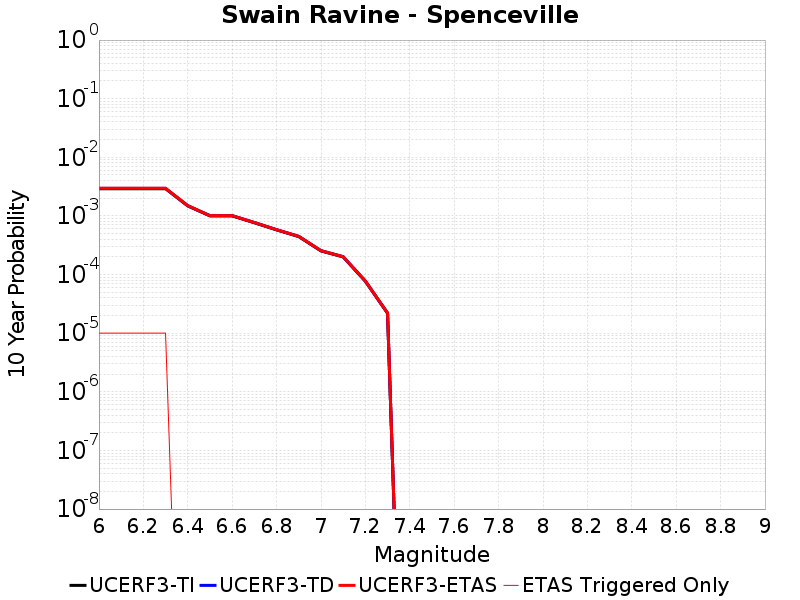 Swain Ravine - Spenceville
10^0
10^-1
10^-2
10^-3
10^-4
10^-5
10^-6
10^-7
10^-8
10 Year Probability
6 6.2 6.4 6.6 6.8 7 7.2 7.4 7.6 7.8 8 8.2 8.4 8.6 8.8 9
Magnitude
UCERF3-TI UCERF3-TD UCERF3-ETAS ETAS Triggered Only